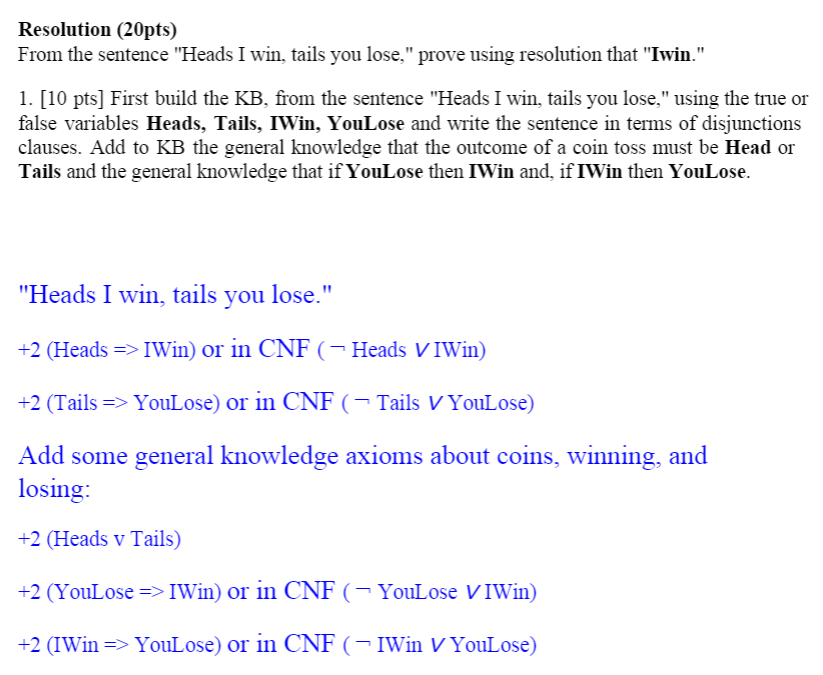 Resolution (20pts)
From the sentence "Heads I win, tails you lose," prove using resolution that "Iwin."
1. [10 pts] First build the KB, from the sentence "Heads I win, tails you lose," using the true or
false variables Heads, Tails, IWin, YouLose and write the sentence in terms of disjunctions
clauses. Add to KB the general knowledge that the outcome of a coin toss must be Head or
Tails and the general knowledge that if YouLose then IWin and, if IWin then YouLose.
"Heads I win, tails you lose."
+2 (Heads => IWin) or in CNF (¬ Heads ∨ IWin)
+2 (Tails => YouLose) or in CNF (¬ Tails ∨ YouLose)
Add some general knowledge axioms about coins, winning, and
losing:
+2 (Heads v Tails)
+2 (YouLose => IWin) or in CNF (¬ YouLose ∨ IWin)
+2 (IWin => YouLose) or in CNF (¬ IWin ∨ YouLose)